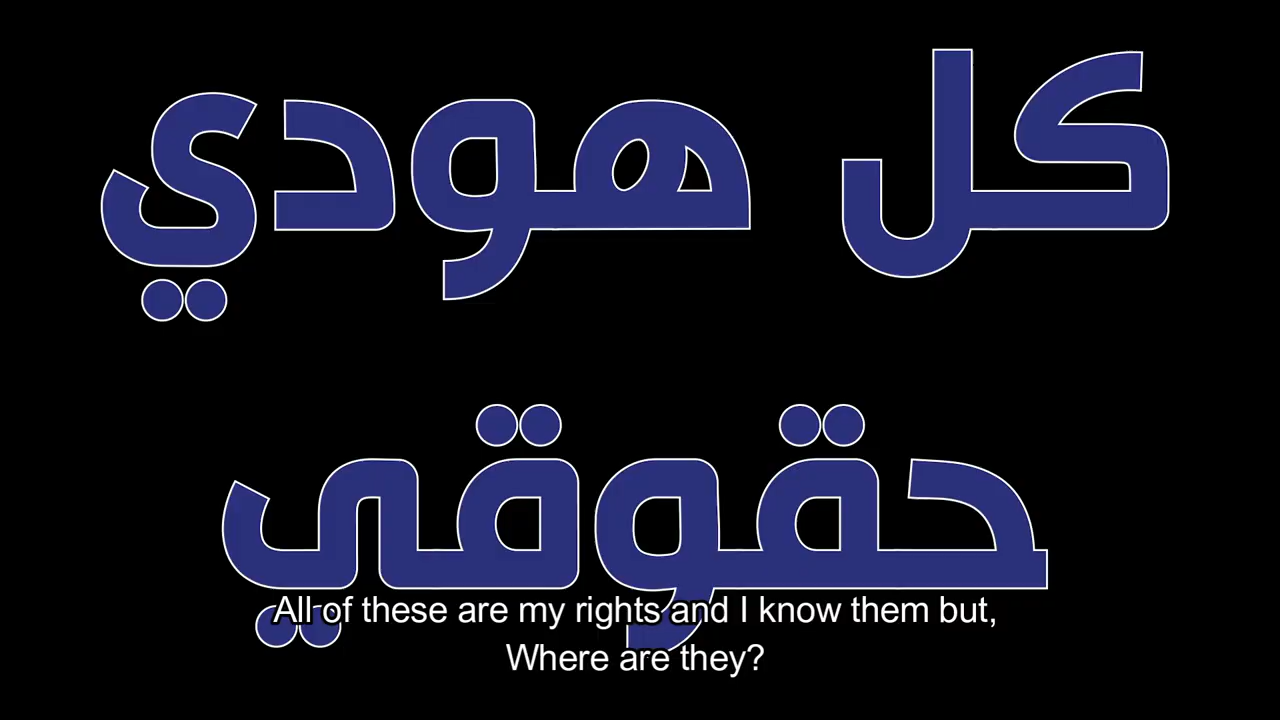 كل هودي
حقوقي
All of these are my rights and I know them but,
Where are they?